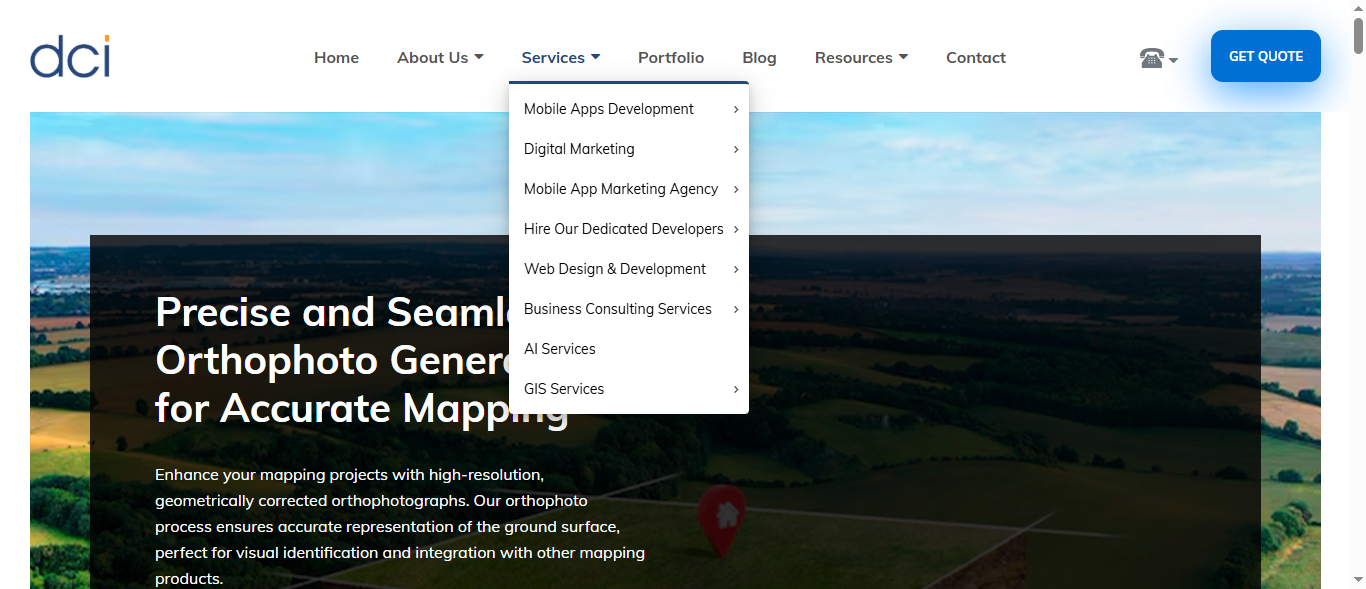 dci
Home
About Us
Services
Portfolio
Blog
Resources
Contact
GET QUOTE
Mobile Apps Development
Digital Marketing
Mobile App Marketing Agency
Hire Our Dedicated Developers
Web Design & Development
Business Consulting Services
AI Services
GIS Services
Precise and Seaml
Orthophoto Genera
for Accurate Mapping
Enhance your mapping projects with high-resolution,
geometrically corrected orthophotographs. Our orthophoto
process ensures accurate representation of the ground surface,
perfect for visual identification and integration with other mapping
products.